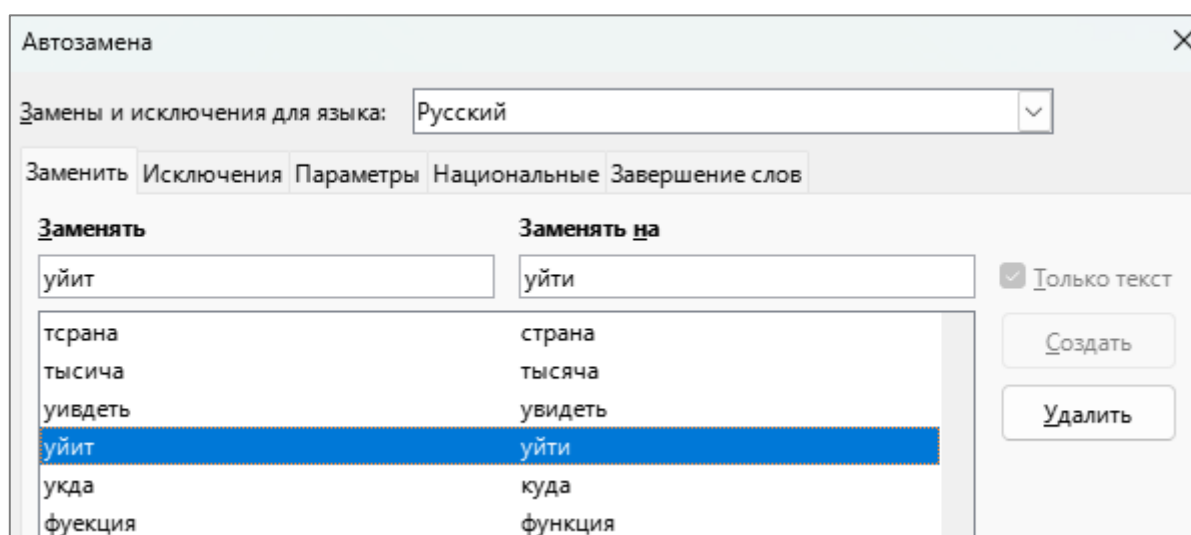 Автозамена
Замены и исключения для языка: Русский
Заменить Исключения Параметры Национальные Завершение слов
Заменять Заменять на
уйит уйти Только текст
тсрана страна
Создать
тысича тысяча
уивдеть увидеть
Удалить
уйит уйти
укда куда
фуекция функция